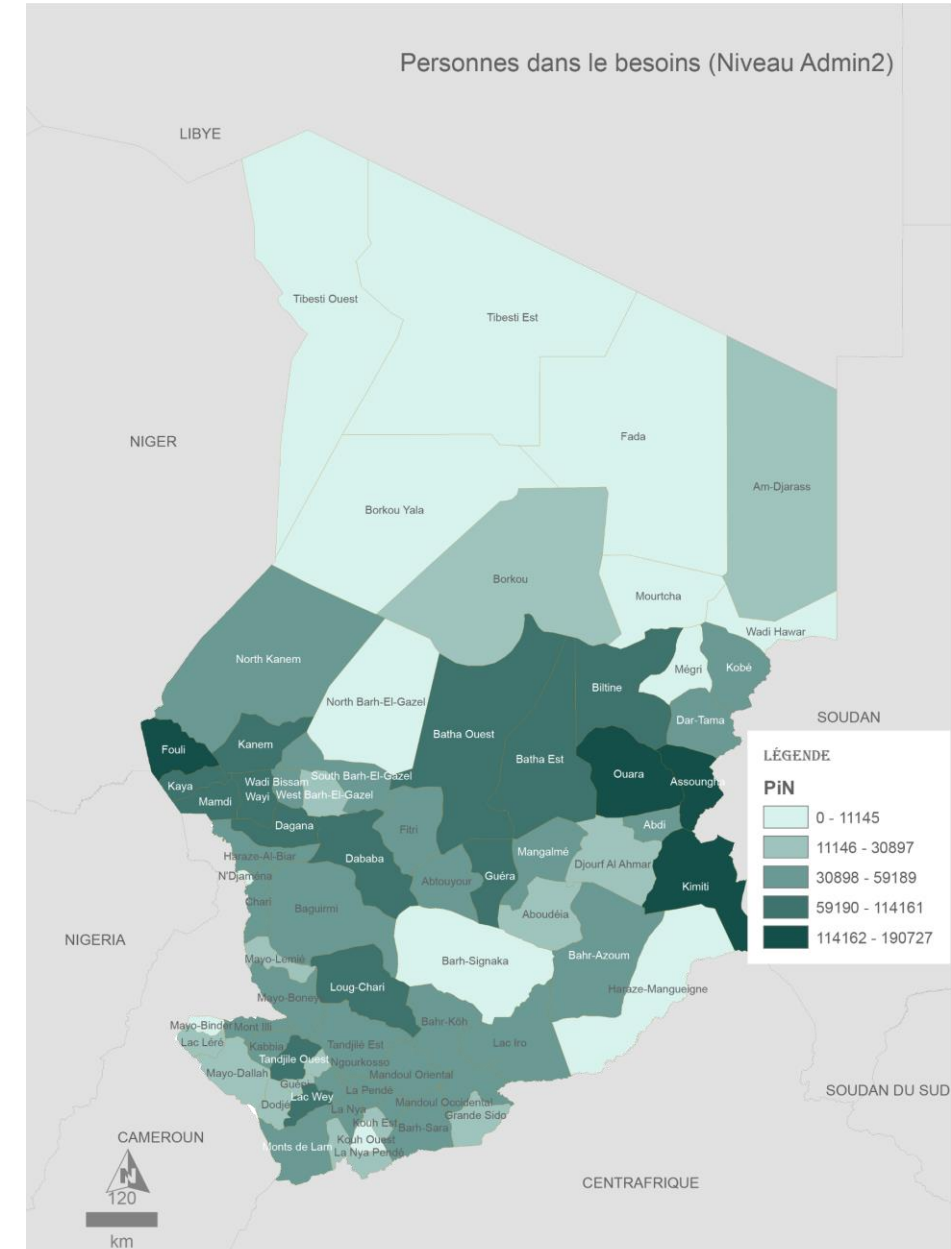 Personnes dans le besoins (Niveau Admin2)
LIBYE
Tibesti Ouest
Tibesti Est
NIGER
Fada
Am-Djarass
Borkou Yala
Borkou
Mourtcha
Wadi Hawar
North Kanem
Mégri
Kobé
North Barh-El-Gazel
Biltine
Dar-Tama
SOUDAN
Batha Ouest
Fouli
Kanem
Batha Est
Ouara
Assoungha
Kaya
Mamdi
Wadi Bissam
South Barh-El-Gazel
Wayi
West Barh-El-Gazel
Dagana
Fitri
Abdi
Haraze-Al-Biar
Dababa
Mangalmé
Djourf Al Ahmar
N'Djaména
Abtouyour
Guéra
Kimiti
Chari
Baguirmi
Aboudéia
NIGERIA
Mayo-Lemié
Barh-Signaka
Bahr-Azoum
Loug-Chari
Haraze-Mangueigne
Mayo-Boney
Mayo-Binder
Mont Illi
Bahr-Kôh
Lac Léré
Kabbia
Tandjilé Est
Lac Iro
Tandjile Ouest
Ngourkosso
Mayo-Dallah
Mandoul Oriental
Guéni
La Pendé
Lac Wey
Dodjé
Mandoul Occidental
La Nya
Grande Sido
Kouh Est
Barh-Sara
Kouh Ouest
Monts de Lam
La Nya Pendé
SOUDAN DU SUD
CAMEROUN
CENTRAFRIQUE
N
120
km
LÉGENDE
PiN
0 - 11145
11146 - 30897
30898 - 59189
59190 - 114161
114162 - 190727